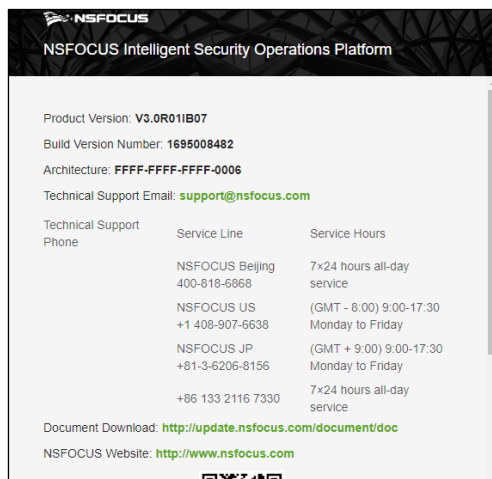 NSFOCUS
NSFOCUS Intelligent Security Operations Platform
Product Version: V3.0R01IB07
Build Version Number: 1695008482
Architecture: FFFF-FFFF-FFFF-0006
Technical Support Email: support@nsfocus.com
Technical Support
Phone
Service Line Service Hours
NSFOCUS Beijing
400-818-6868
7×24 hours all-day
service
NSFOCUS US
+1 408-907-6638
(GMT - 8:00) 9:00-17:30
Monday to Friday
NSFOCUS JP
+81-3-6206-8156
(GMT + 9:00) 9:00-17:30
Monday to Friday
+86 133 2116 7330
7×24 hours all-day
service
Document Download: http://update.nsfocus.com/document/doc
NSFOCUS Website: http://www.nsfocus.com